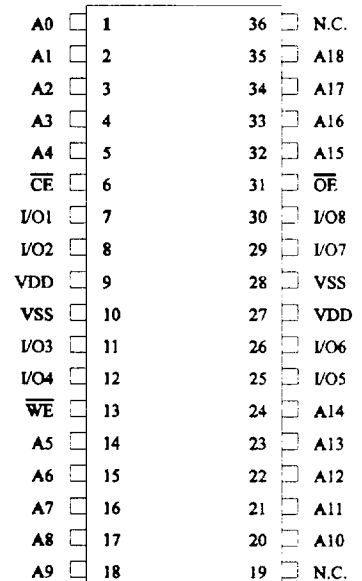 A0 1 36 N.C.
A1 2 35 A18
A2 3 34 A17
A3 4 33 A16
A4 5 32 A15
C̅E̅ 6 31 O̅E̅
I/O1 7 30 I/O8
I/O2 8 29 I/O7
VDD 9 28 VSS
VSS 10 27 VDD
I/O3 11 26 I/O6
I/O4 12 25 I/O5
W̅E̅ 13 24 A14
A5 14 23 A13
A6 15 22 A12
A7 16 21 A11
A8 17 20 A10
A9 18 19 N.C.